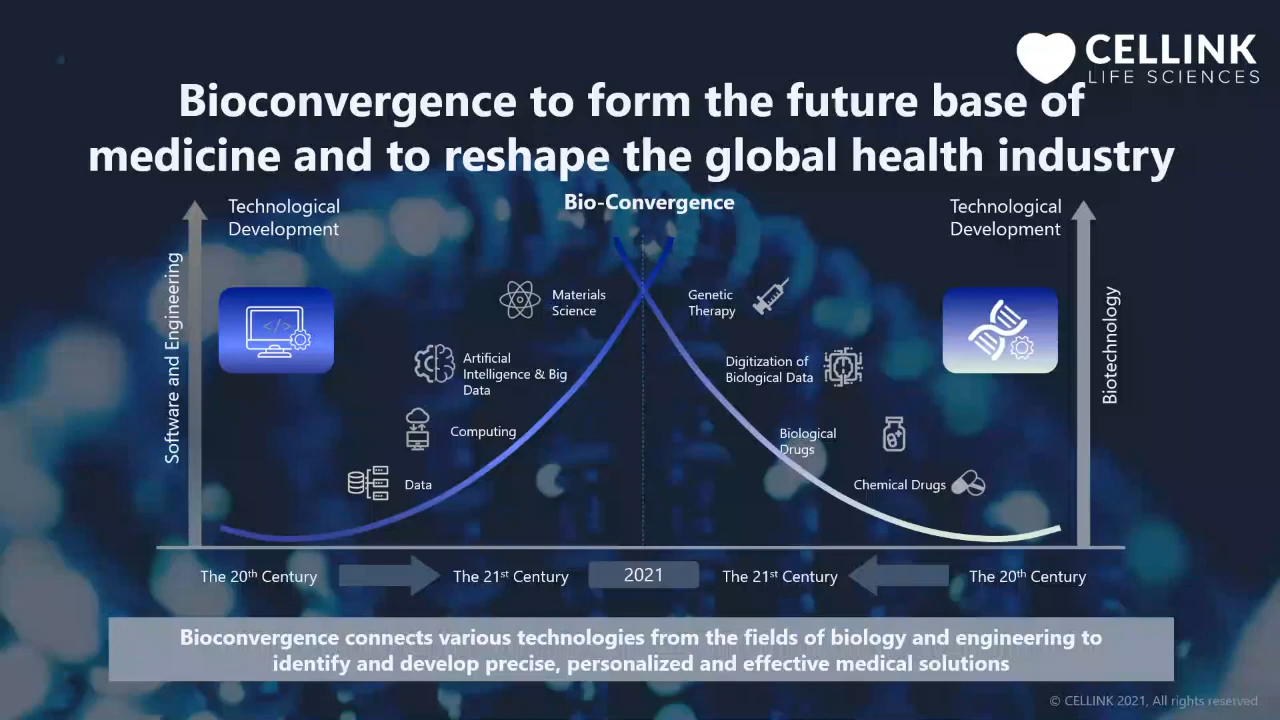 CELLINK
LIFE SCIENCES
Bioconvergence to form the future base of
medicine and to reshape the global health industry
Bio-Convergence
Technological
Development
Technological
Development
Software and Engineering
Biotechnology
Materials
Science
Genetic
Therapy
Artificial
Intelligence & Big
Data
Digitization of
Biological Data
Computing
Biological
Drugs
Data
Chemical Drugs
The 20th Century
The 21st Century
2021
The 21st Century
The 20th Century
Bioconvergence connects various technologies from the fields of biology and engineering to
identify and develop precise, personalized and effective medical solutions
© CELLINK 2021, All rights reserved